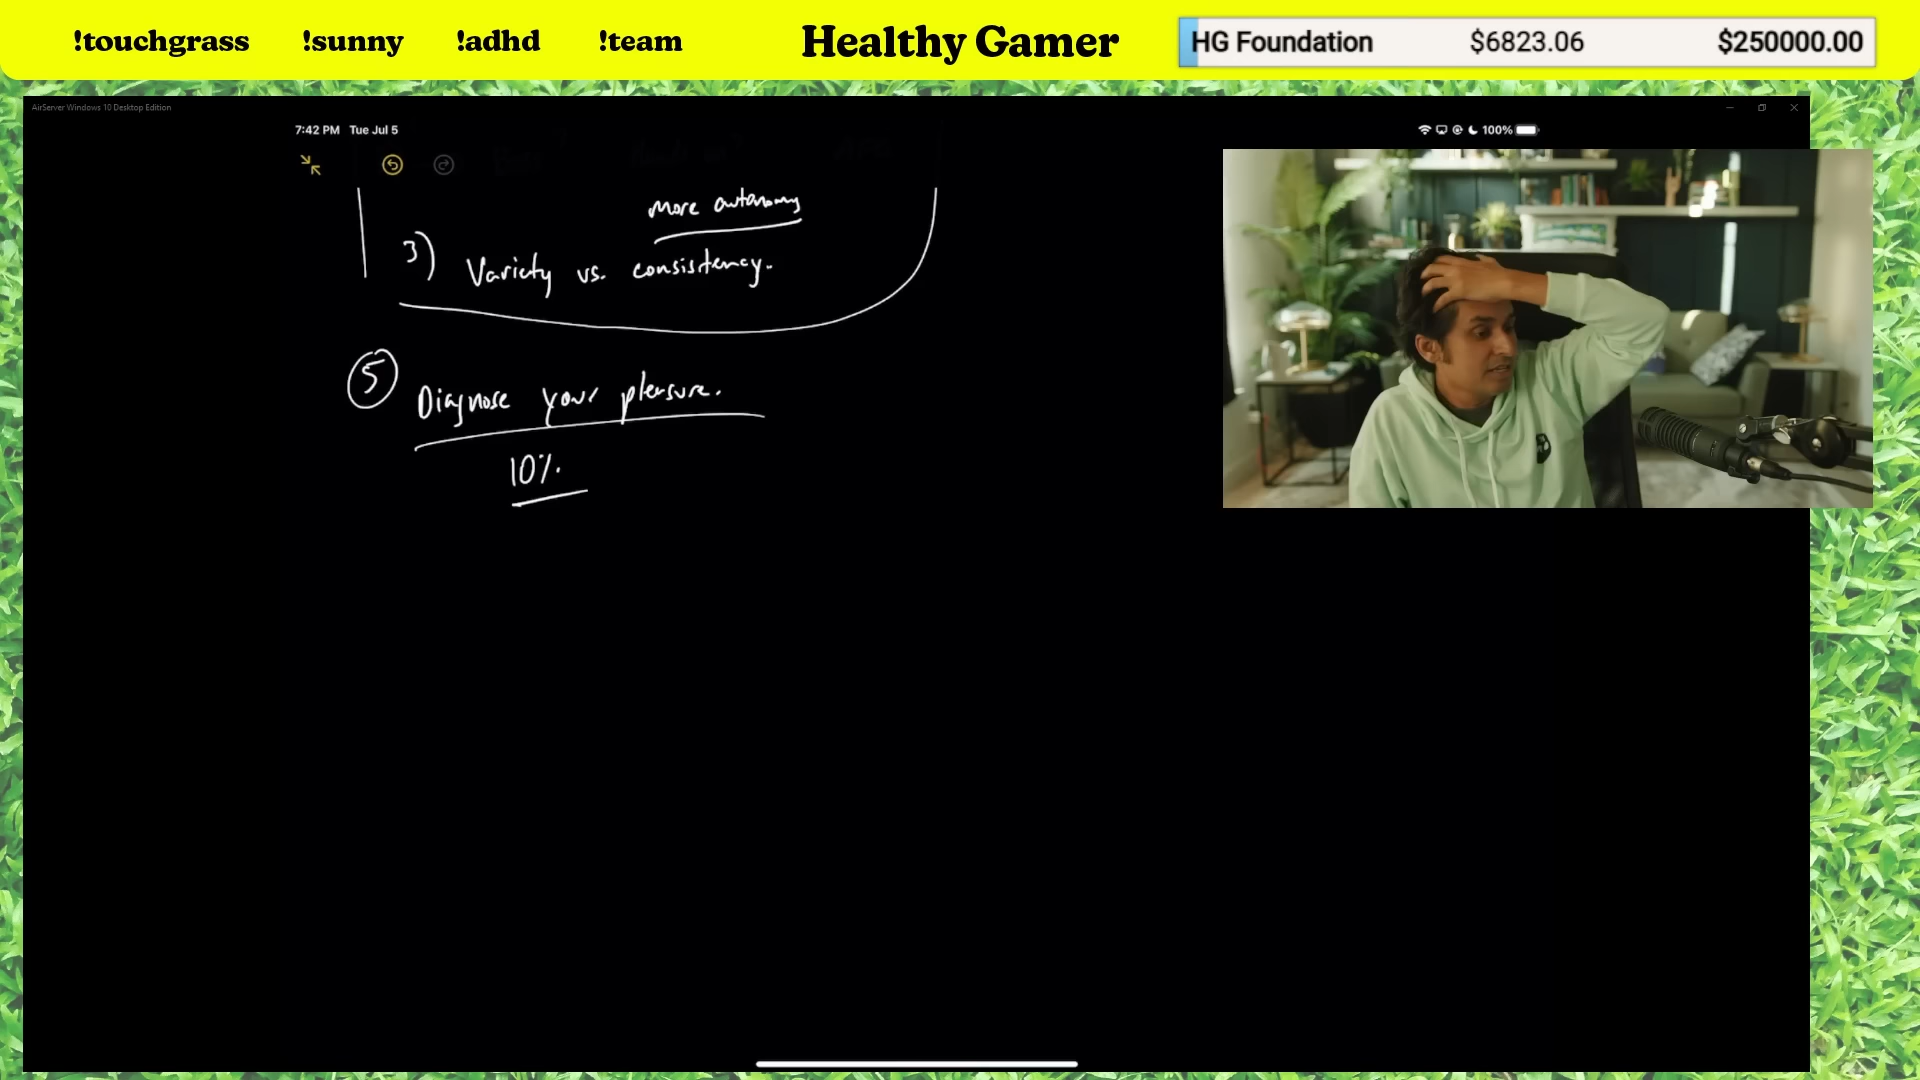 !touchgrass !sunny !adhd !team Healthy Gamer HG Foundation $6823.06 $250000.00
AirServer Windows 10 Desktop Edition
7:42 PM Tue Jul 5 100%
More autonomy
3) Variety vs. consistency.
5 Diagnose your pleasure.
10%